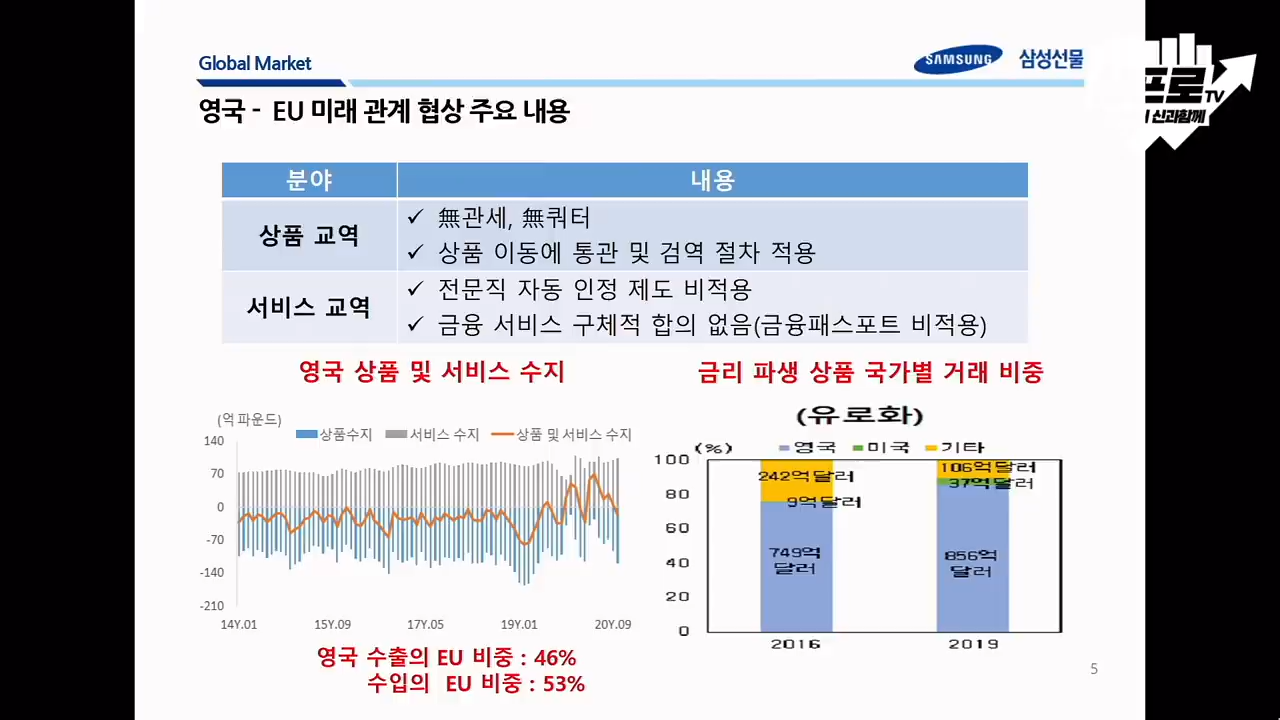 Global Market
SAMSUNG 삼성선물
프로TV
신과함께
영국 - EU 미래 관계 협상 주요 내용
분야 내용
상품 교역
✓ 無관세, 無쿼터
✓ 상품 이동에 통관 및 검역 절차 적용
서비스 교역
✓ 전문직 자동 인정 제도 비적용
✓ 금융 서비스 구체적 합의 없음(금융패스포트 비적용)
영국 상품 및 서비스 수지
(억 파운드)
상품수지 서비스 수지 상품 및 서비스 수지
140
70
0
-70
-140
-210
14Y.01 15Y.09 17Y.05 19Y.01 20Y.09
영국 수출의 EU 비중 : 46%
수입의 EU 비중 : 53%
금리 파생 상품 국가별 거래 비중
(유로화)
(%) 영국 미국 기타
100
80
60
40
20
0
242억달러
9억달러
749억
달러
106억달러
37억달러
856억
달러
2016 2019
5